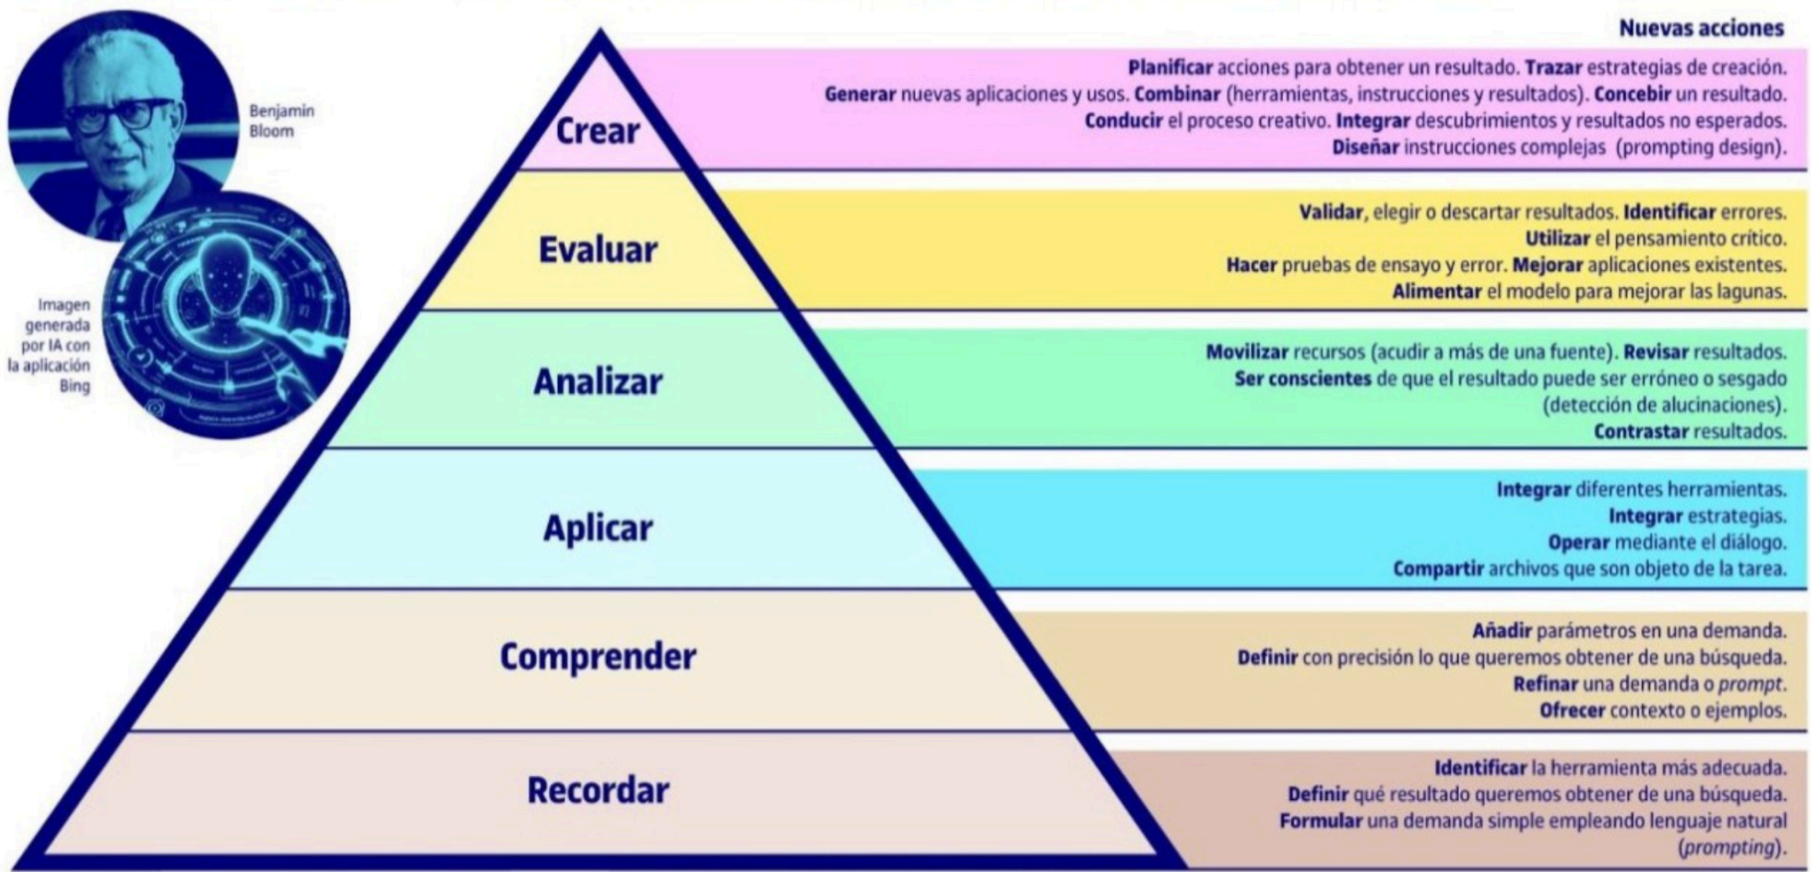 Benjamin
Bloom
Imagen
generada
por IA con
la aplicación
Bing
Nuevas acciones
Crear
Planificar acciones para obtener un resultado. Trazar estrategias de creación.
Generar nuevas aplicaciones y usos. Combinar (herramientas, instrucciones y resultados). Concebir un resultado.
Conducir el proceso creativo. Integrar descubrimientos y resultados no esperados.
Diseñar instrucciones complejas (prompting design).
Evaluar
Validar, elegir o descartar resultados. Identificar errores.
Utilizar el pensamiento crítico.
Hacer pruebas de ensayo y error. Mejorar aplicaciones existentes.
Alimentar el modelo para mejorar las lagunas.
Analizar
Movilizar recursos (acudir a más de una fuente). Revisar resultados.
Ser conscientes de que el resultado puede ser erróneo o sesgado
(detección de alucinaciones).
Contrastar resultados.
Aplicar
Integrar diferentes herramientas.
Integrar estrategias.
Operar mediante el diálogo.
Compartir archivos que son objeto de la tarea.
Comprender
Añadir parámetros en una demanda.
Definir con precisión lo que queremos obtener de una búsqueda.
Refinar una demanda o prompt.
Ofrecer contexto o ejemplos.
Recordar
Identificar la herramienta más adecuada.
Definir qué resultado queremos obtener de una búsqueda.
Formular una demanda simple empleando lenguaje natural
(prompting).